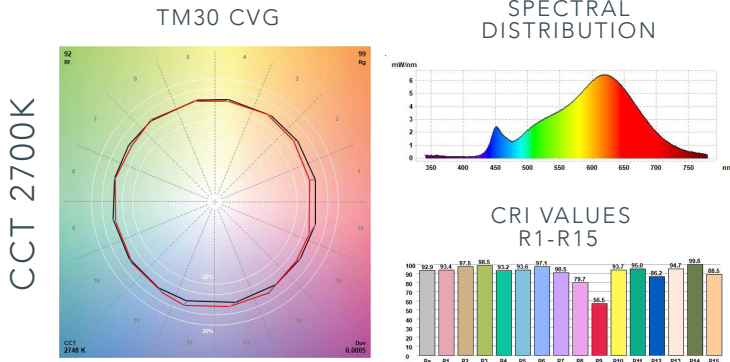 TM30 CVG
SPECTRAL
DISTRIBUTION
CCT 2700K
92
Rf
99
Rg
5
4
6
3
7
2
8
1
9
16
10
15
11
12
13
14
-20%
20%
CCT
2748 K
Duv
0.0005
mW/nm
6
5
4
3
2
1
0
350 400 450 500 550 600 650 700 750 nm
CRI VALUES
R1-R15
100
90
80
70
60
50
40
30
20
10
0
92.9 93.4 97.5 98.5 93.2 93.6 97.1 90.5 79.7 56.5 93.7 95.0 86.2 94.7 99.6 88.5
Ra R1 R2 R3 R4 R5 R6 R7 R8 R9 R10 R11 R12 R13 R14 R15